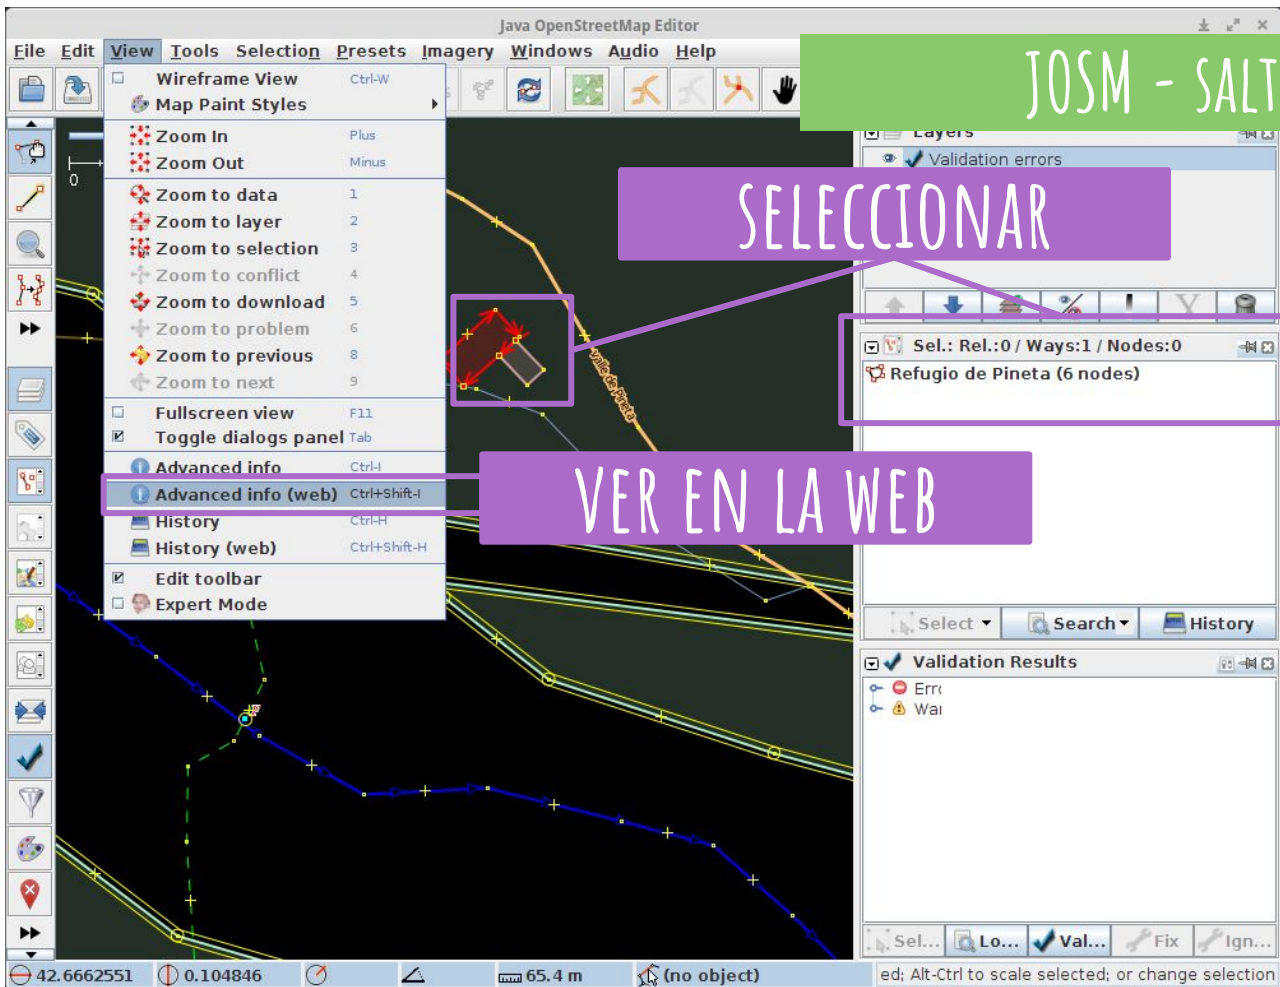 Java OpenStreetMap Editor
File Edit View Tools Selection Presets Imagery Windows Audio Help
JOSM - SALT
Wireframe View Ctrl-W
Map Paint Styles
Zoom In Plus
Zoom Out Minus
Zoom to data 1
Zoom to layer 2
Zoom to selection 3
Zoom to conflict 4
Zoom to download 5
Zoom to problem 6
Zoom to previous 8
Zoom to next 9
Fullscreen view F11
Toggle dialogs panel Tab
Advanced info Ctrl-I
Advanced info (web) Ctrl+Shift-I
History Ctrl-H
History (web) Ctrl+Shift-H
Edit toolbar
Expert Mode
0
Layers
Validation errors
SELECCIONAR
valle de Pineta
Sel.: Rel.:0 / Ways:1 / Nodes:0
Refugio de Pineta (6 nodes)
VER EN LA WEB
Select Search History
Validation Results
Erro
War
Sel... Lo... Val... Fix Ign...
42.6662551 0.104846 65.4 m (no object) ed; Alt-Ctrl to scale selected; or change selection